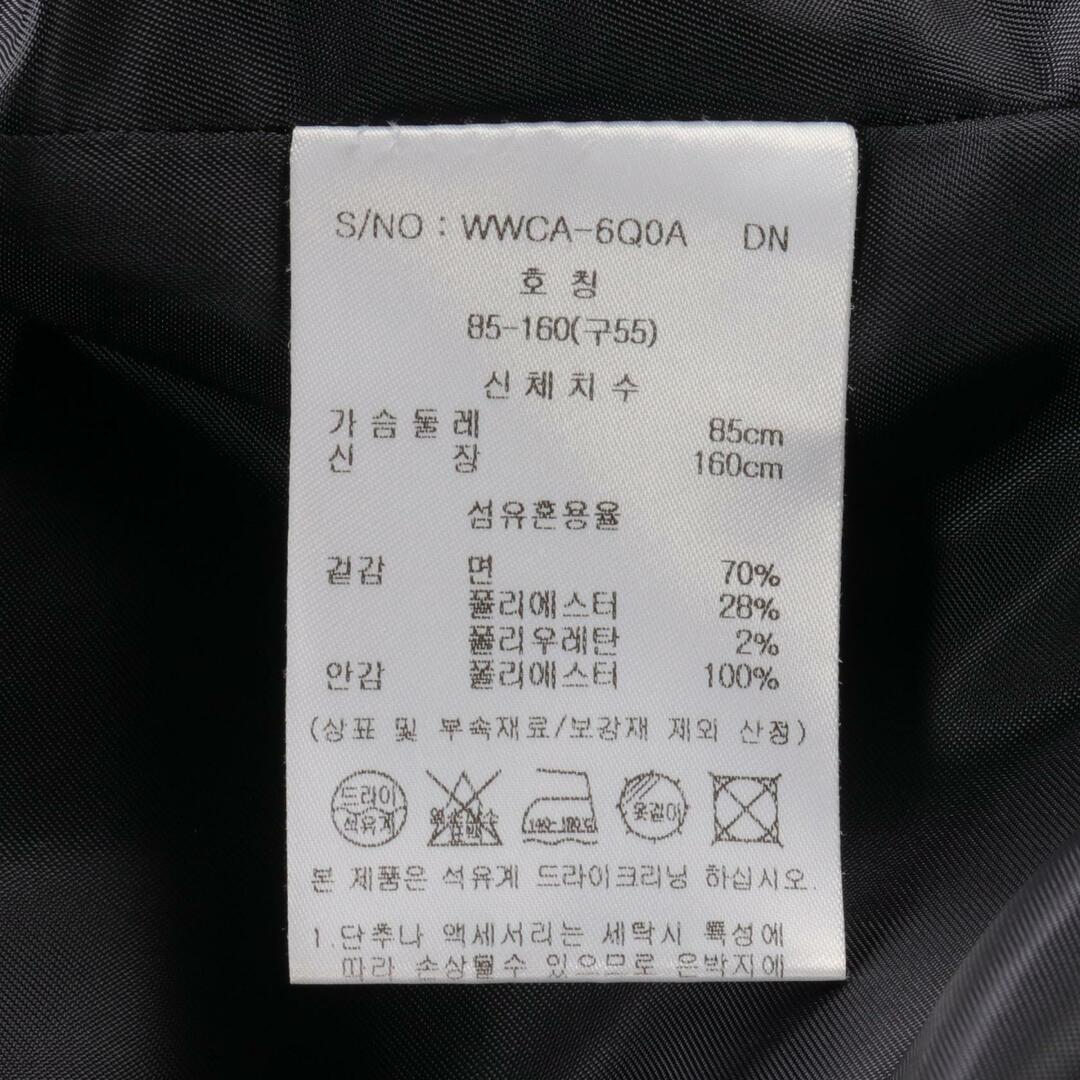 S/NO : WWCA-6Q0A DN
호 칭
85-160(구55)
신체치수
가슴둘레 85cm
신 장 160cm
섬유혼용율
겉감 면 70%
폴리에스터 28%
폴리우레탄 2%
안감 폴리에스터 100%
(상표 및 부속재료/보강재 제외 산정)
드라이
석유계
옷걸이
본 제품은 석유계 드라이크리닝 하십시오.
1.단추나 액세서리는 세탁시 특성에
따라 손상될수 있으므로 은박지에